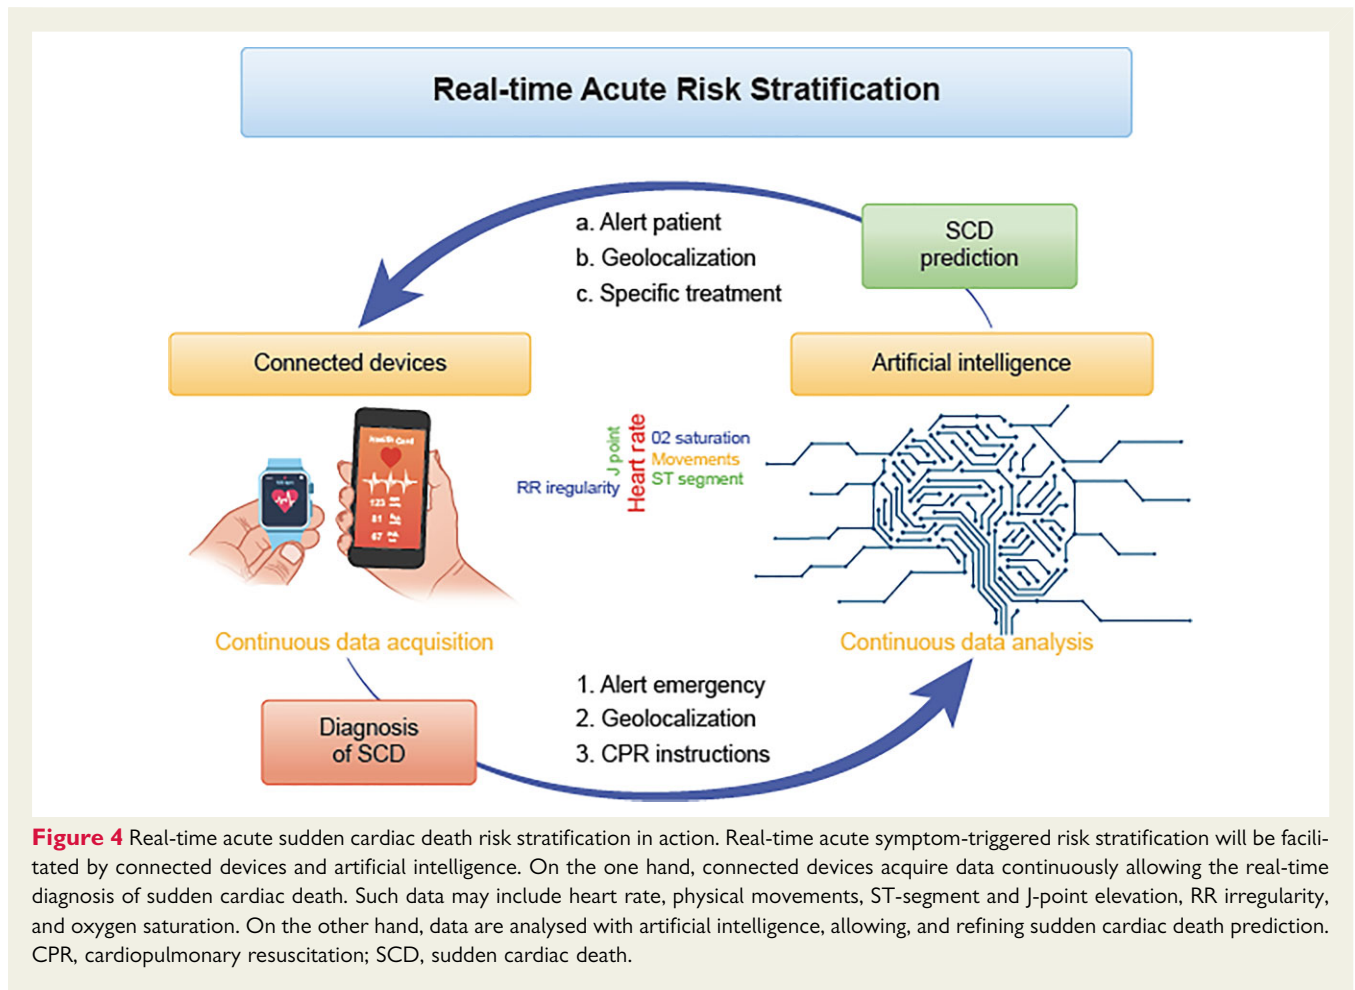 Real-time Acute Risk Stratification
a. Alert patient
b. Geolocalization
c. Specific treatment
SCD
prediction
Connected devices
Artificial intelligence
Health Card
123
81
67
J point
Heart rate
RR iregularity
02 saturation
Movements
ST segment
Continuous data acquisition
Continuous data analysis
Diagnosis
of SCD
1. Alert emergency
2. Geolocalization
3. CPR instructions
Figure 4 Real-time acute sudden cardiac death risk stratification in action. Real-time acute symptom-triggered risk stratification will be facili-
tated by connected devices and artificial intelligence. On the one hand, connected devices acquire data continuously allowing the real-time
diagnosis of sudden cardiac death. Such data may include heart rate, physical movements, ST-segment and J-point elevation, RR irregularity,
and oxygen saturation. On the other hand, data are analysed with artificial intelligence, allowing, and refining sudden cardiac death prediction.
CPR, cardiopulmonary resuscitation; SCD, sudden cardiac death.